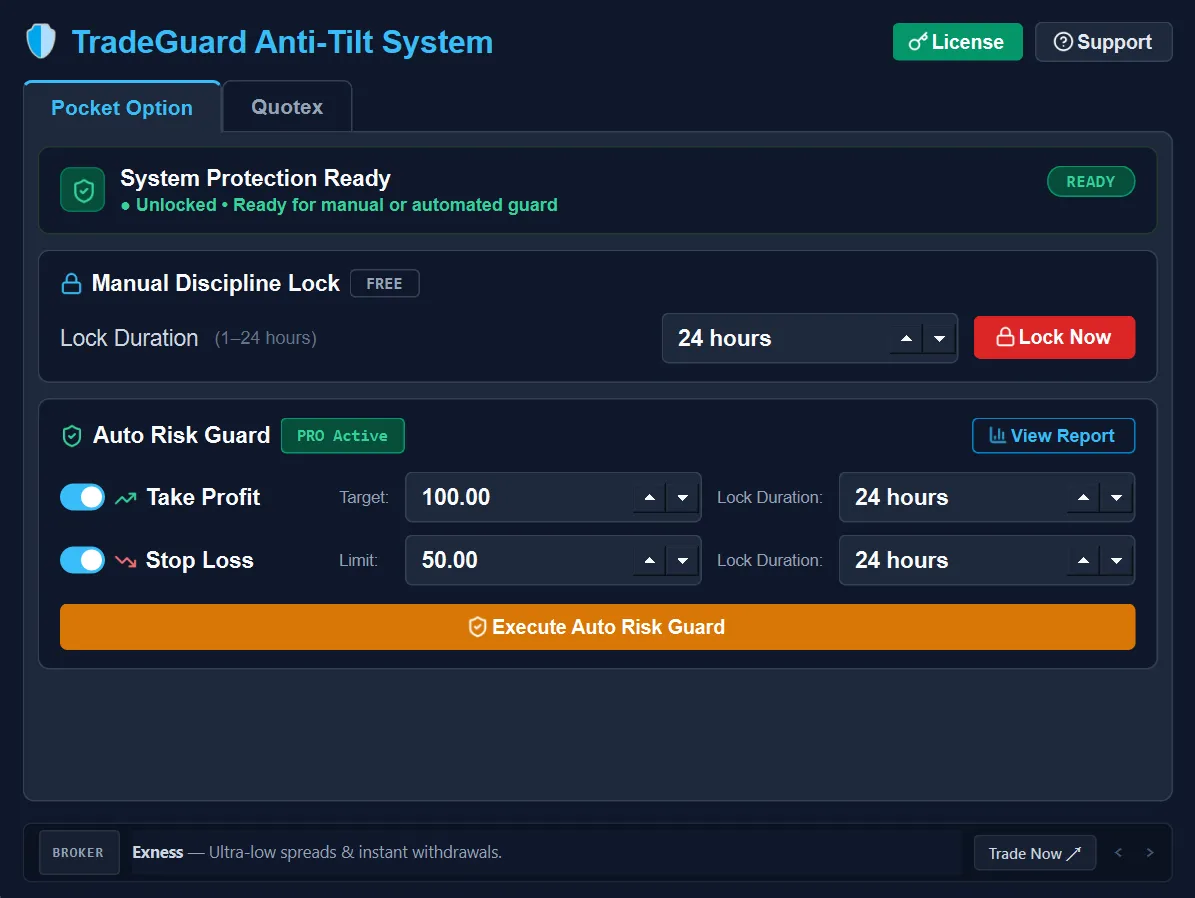 TradeGuard Anti-Tilt System
License
Support
Pocket Option
Quotex
System Protection Ready
● Unlocked • Ready for manual or automated guard
READY
Manual Discipline Lock
FREE
Lock Duration (1–24 hours)
24 hours
Lock Now
Auto Risk Guard
PRO Active
View Report
Take Profit
Target:
100.00
Lock Duration:
24 hours
Stop Loss
Limit:
50.00
Lock Duration:
24 hours
Execute Auto Risk Guard
BROKER
Exness — Ultra-low spreads & instant withdrawals.
Trade Now ↗
< >